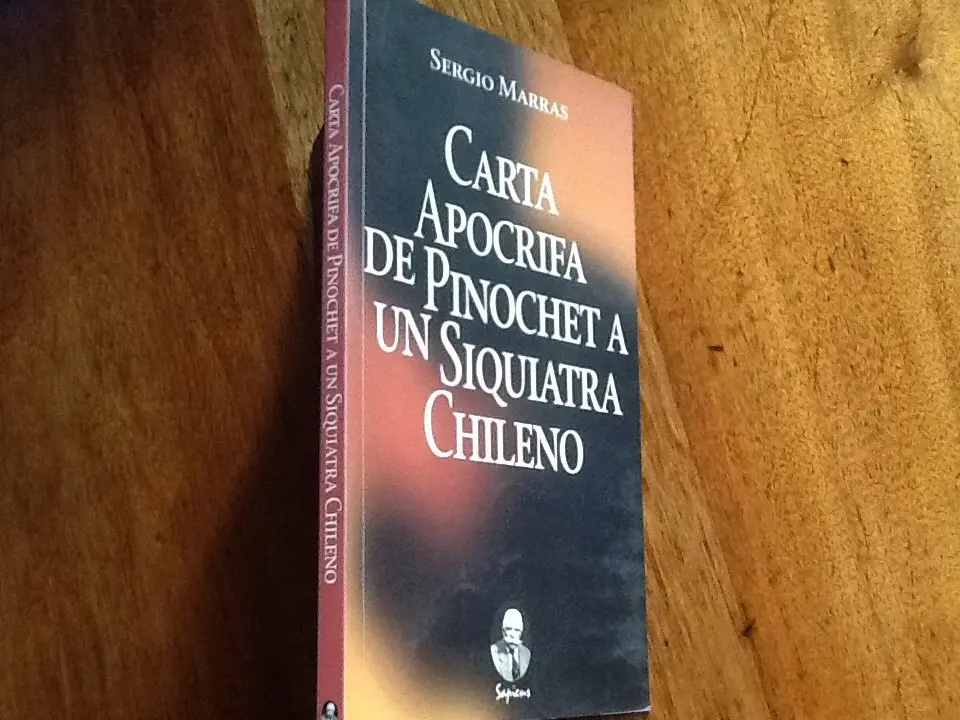 Sergio Marras
Carta
Apocrifa
de Pinochet a
un Siquiatra
Chileno
Sapiens
Carta Apocrifa de Pinochet a un Siquiatra Chileno